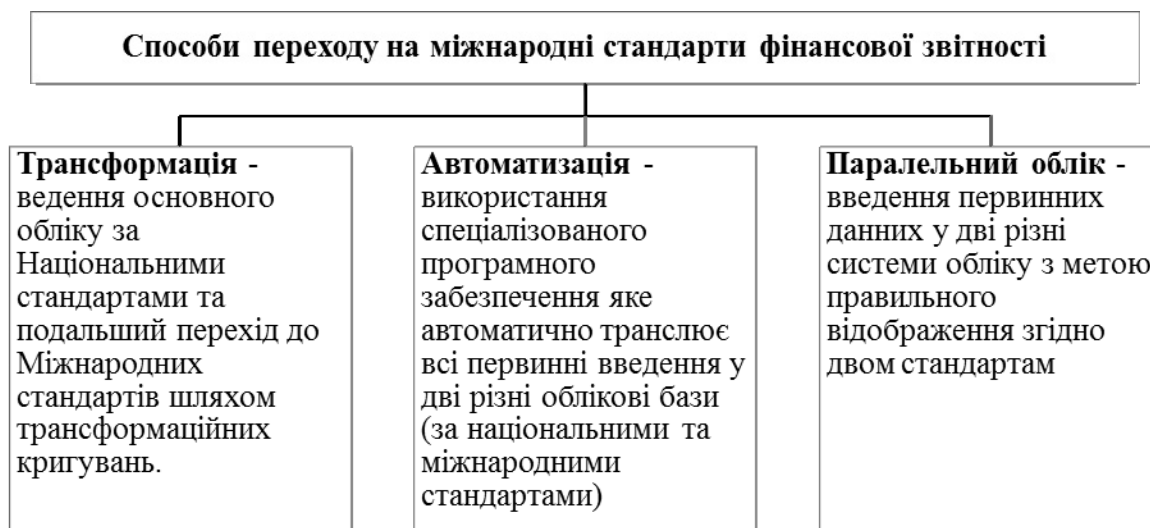 Способи переходу на міжнародні стандарти фінансової звітності
Трансформація -
ведення основного
обліку за
Національними
стандартами та
подальший перехід до
Міжнародних
стандартів шляхом
трансформаційних
кригувань.
Автоматизація -
використання
спеціалізованого
програмного
забезпечення яке
автоматично транслює
всі первинні введення у
дві різні облікові бази
(за національними та
міжнародними
стандартами)
Паралельний облік -
введення первинних
данних у дві різні
системи обліку з метою
правильного
відображення згідно
двом стандартам